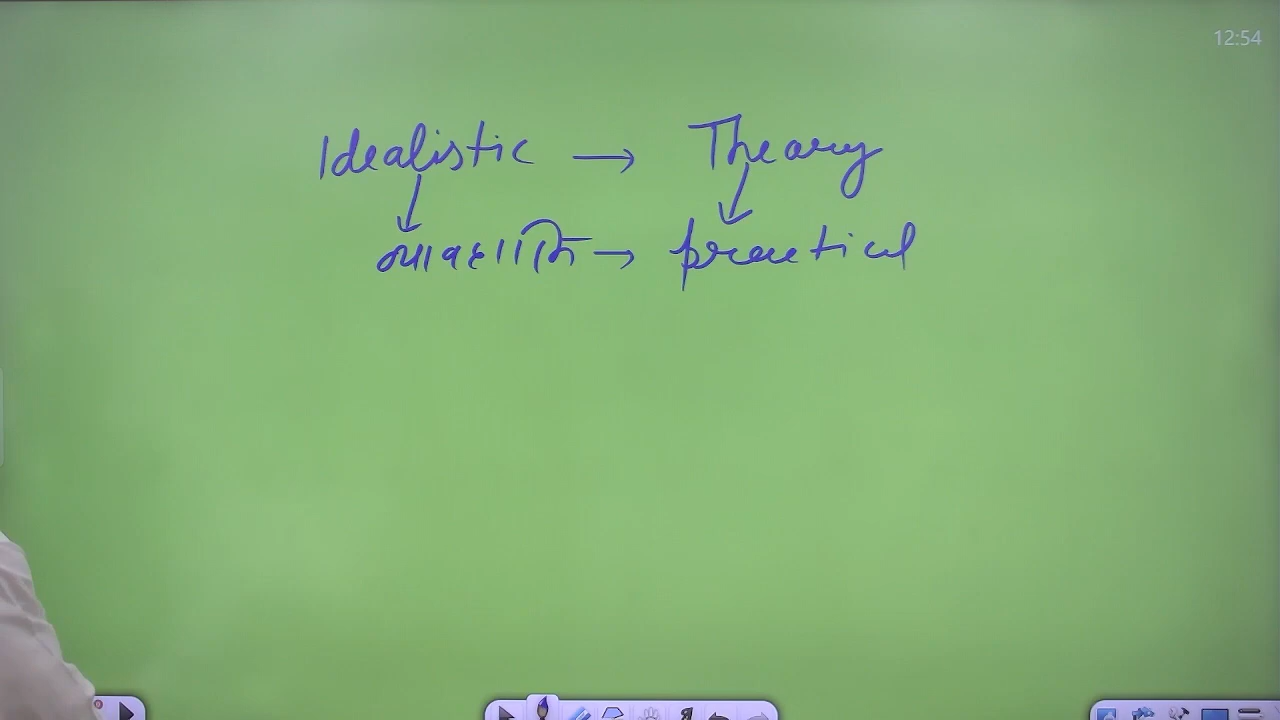 12:54
Idealistic → Theory
→ practical